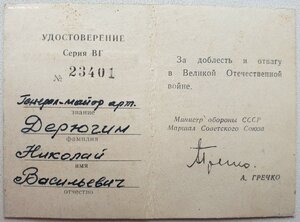 УДОСТОВЕРЕНИЕ
Серия ВГ
№ 23401
Генерал-майор арт.
звание
Дерюгин
фамилия
Николай
имя
Васильевич
отчество
За доблесть и отвагу
в Великой Отечественной
войне.
Министр обороны СССР
Маршал Советского Союза
А. ГРЕЧКО